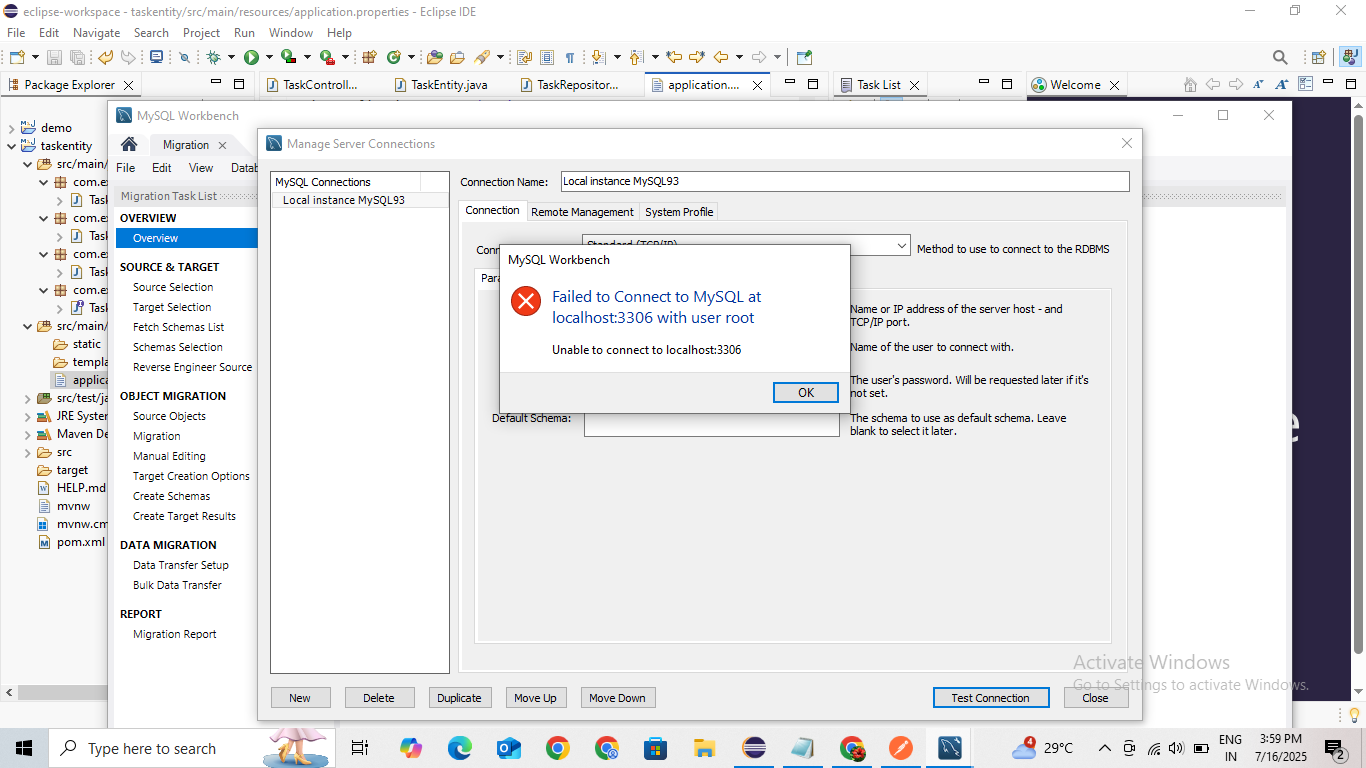 eclipse-workspace - taskentity/src/main/resources/application.properties - Eclipse IDE
File Edit Navigate Search Project Run Window Help
Package Explorer
TaskControll...
TaskEntity.java
TaskRepositor...
application....
Task List
Welcome
demo
taskentity
src/main/
com.e
Task
com.e
Task
com.e
Task
com.e
Task
src/main/
static
templa
applica
src/test/ja
JRE System
Maven De
src
target
HELP.md
mvnw
mvnw.cm
pom.xml
MySQL Workbench
Migration
File Edit View Datab
Migration Task List
OVERVIEW
Overview
SOURCE & TARGET
Source Selection
Target Selection
Fetch Schemas List
Schemas Selection
Reverse Engineer Source
OBJECT MIGRATION
Source Objects
Migration
Manual Editing
Target Creation Options
Create Schemas
Create Target Results
DATA MIGRATION
Data Transfer Setup
Bulk Data Transfer
REPORT
Migration Report
Manage Server Connections
MySQL Connections
Local instance MySQL93
Connection Name: Local instance MySQL93
Connection Remote Management System Profile
Conn Standard (TCP/IP) Method to use to connect to the RDBMS
Para
Name or IP address of the server host - and
TCP/IP port.
Name of the user to connect with.
The user's password. Will be requested later if it's
not set.
Default Schema:
The schema to use as default schema. Leave
blank to select it later.
MySQL Workbench
Failed to Connect to MySQL at
localhost:3306 with user root
Unable to connect to localhost:3306
OK
New Delete Duplicate Move Up Move Down Test Connection Close
Activate Windows
Go to Settings to activate Windows.
Type here to search
4
29°C
ENG
IN
3:59 PM
7/16/2025
2